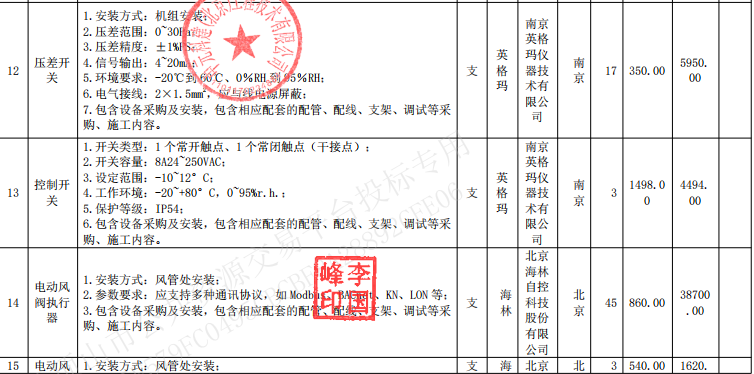 12 压差开关 1.安装方式：机组安装； 支 英格玛 南京英格玛仪器技术有限公司 南京 17 350.00 5950.00
2.压差范围：0~30Pa
3.压差精度：±1%FS
4.信号输出：4~20mA
5.环境要求：-20℃到60℃、0%RH到95%RH；
6.电气接线：2×1.5mm²，应与线电源屏蔽；
7.包含设备采购及安装，包含相应配套的配管、配线、支架、调试等采
购、施工内容。
13 控制开关 1.开关类型：1个常开触点、1个常闭触点（干接点）； 支 英格玛 南京英格玛仪器技术有限公司 南京 3 1498.00 4494.00
2.开关容量：8A24~250VAC；
3.设定范围：-10~12°C；
4.工作环境：-20~+80°C，0~95%r.h.；
5.保护等级：IP54；
6.包含设备采购及安装，包含相应配套的配管、配线、支架、调试等采
购、施工内容。
14 电动风阀执行器 1.安装方式：风管处安装； 支 海林 北京海林自控科技股份有限公司 北京 45 860.00 38700.00
2.参数要求：应支持多种通讯协议，如Modbus、BACnet、KN、LON等；
3.包含设备采购及安装，包含相应配套的配管、配线、支架、调试等采
购、施工内容。
李国峰印
15 电动风 1.安装方式：风管处安装； 支 海 北京 北 3 540.00 1620.